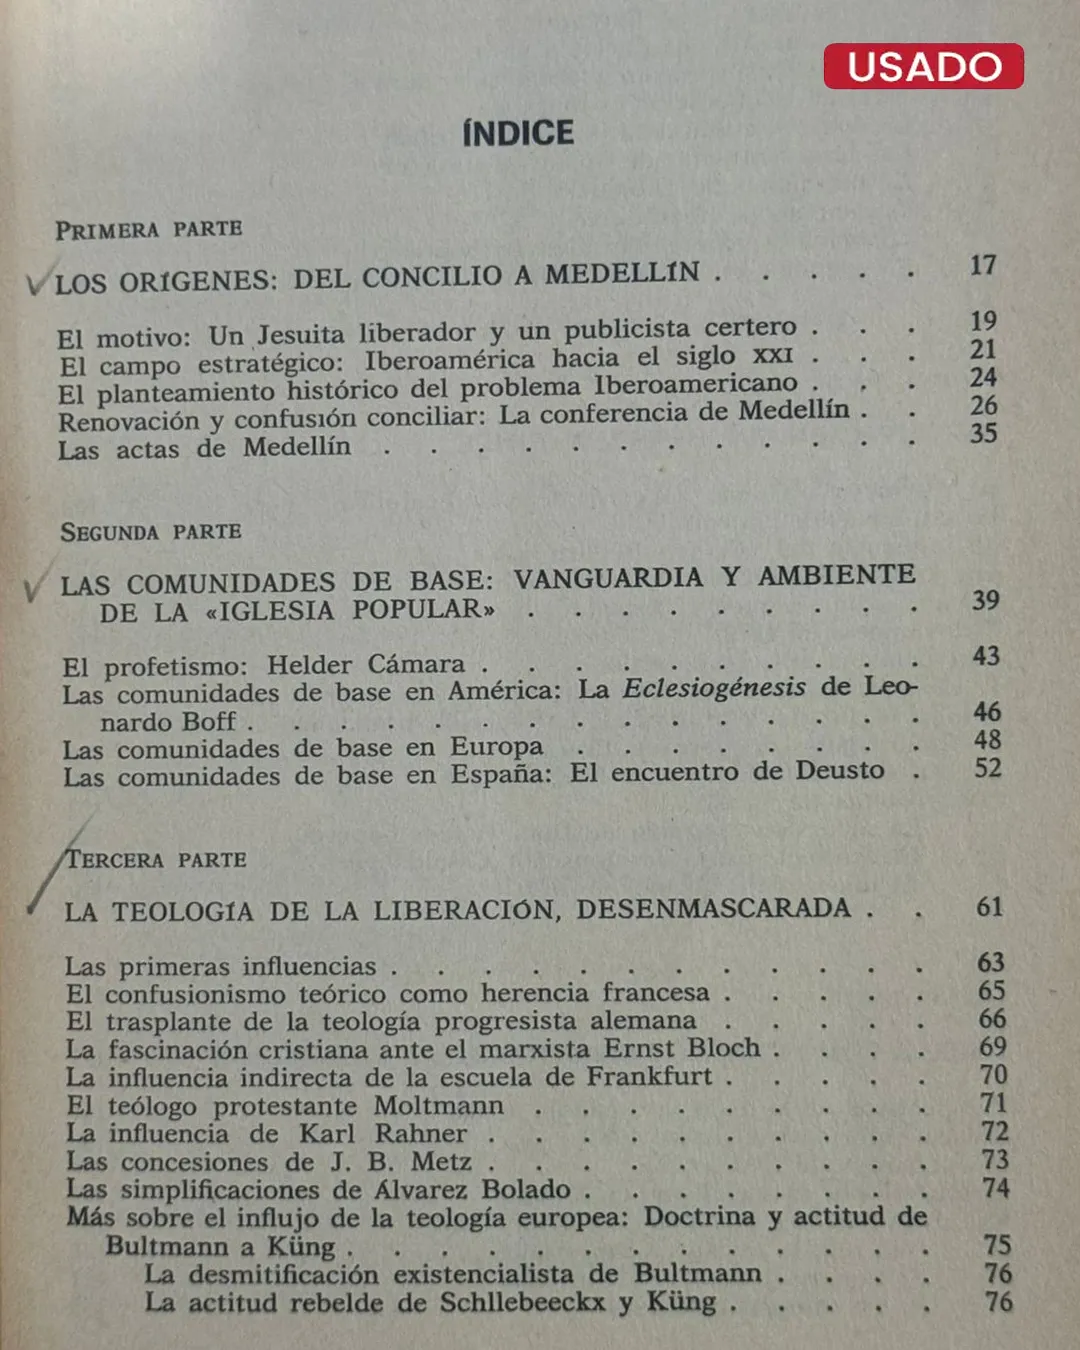 USADO
ÍNDICE
PRIMERA PARTE
LOS ORÍGENES: DEL CONCILIO A MEDELLÍN . . . . . 17
El motivo: Un Jesuita liberador y un publicista certero . . . 19
El campo estratégico: Iberoamérica hacia el siglo XXI . . . 21
El planteamiento histórico del problema Iberoamericano . . . 24
Renovación y confusión conciliar: La conferencia de Medellín . . 26
Las actas de Medellín . . . . . . . . . . . . 35
SEGUNDA PARTE
LAS COMUNIDADES DE BASE: VANGUARDIA Y AMBIENTE
DE LA «IGLESIA POPULAR» . . . . . . . . . 39
El profetismo: Helder Cámara . . . . . . . . . . 43
Las comunidades de base en América: La Eclesiogénesis de Leo-
nardo Boff . . . . . . . . . . . . . . . 46
Las comunidades de base en Europa . . . . . . . . 48
Las comunidades de base en España: El encuentro de Deusto . 52
TERCERA PARTE
LA TEOLOGÍA DE LA LIBERACIÓN, DESENMASCARADA . . 61
Las primeras influencias . . . . . . . . . . . . 63
El confusionismo teórico como herencia francesa . . . . . 65
El trasplante de la teología progresista alemana . . . . . 66
La fascinación cristiana ante el marxista Ernst Bloch . . . . 69
La influencia indirecta de la escuela de Frankfurt . . . . . 70
El teólogo protestante Moltmann . . . . . . . . . 71
La influencia de Karl Rahner . . . . . . . . . . 72
Las concesiones de J. B. Metz . . . . . . . . . . 73
Las simplificaciones de Álvarez Bolado . . . . . . . . 74
Más sobre el influjo de la teología europea: Doctrina y actitud de
Bultmann a Küng . . . . . . . . . . . . . 75
La desmitificación existencialista de Bultmann . . . . 76
La actitud rebelde de Schllebeeckx y Küng . . . . . 76